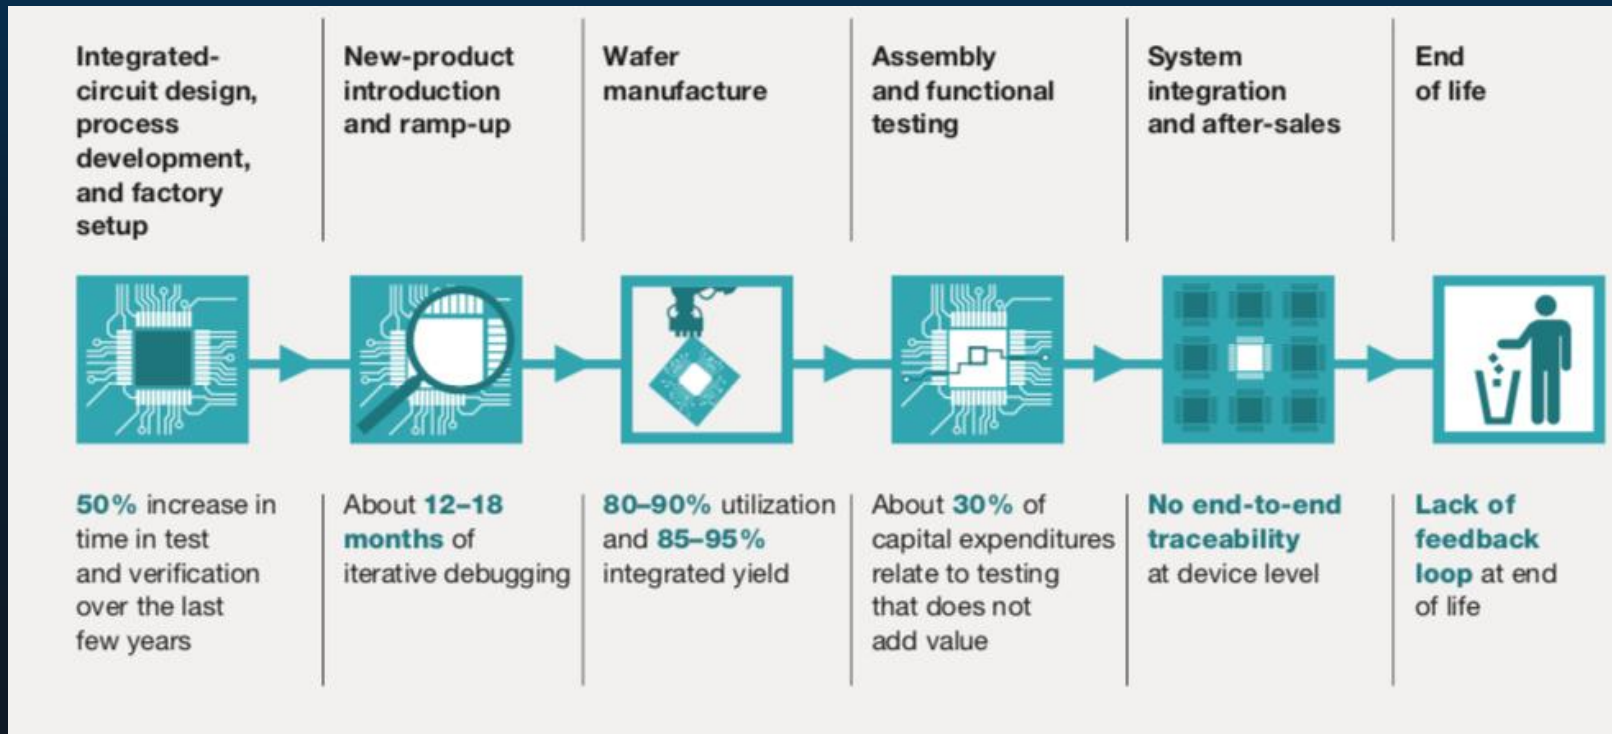 Integrated-
circuit design,
process
development,
and factory
setup
New-product
introduction
and ramp-up
Wafer
manufacture
Assembly
and functional
testing
System
integration
and after-sales
End
of life
50% increase in
time in test
and verification
over the last
few years
About 12–18
months of
iterative debugging
80–90% utilization
and 85–95%
integrated yield
About 30% of
capital expenditures
relate to testing
that does not
add value
No end-to-end
traceability
at device level
Lack of
feedback
loop at end
of life